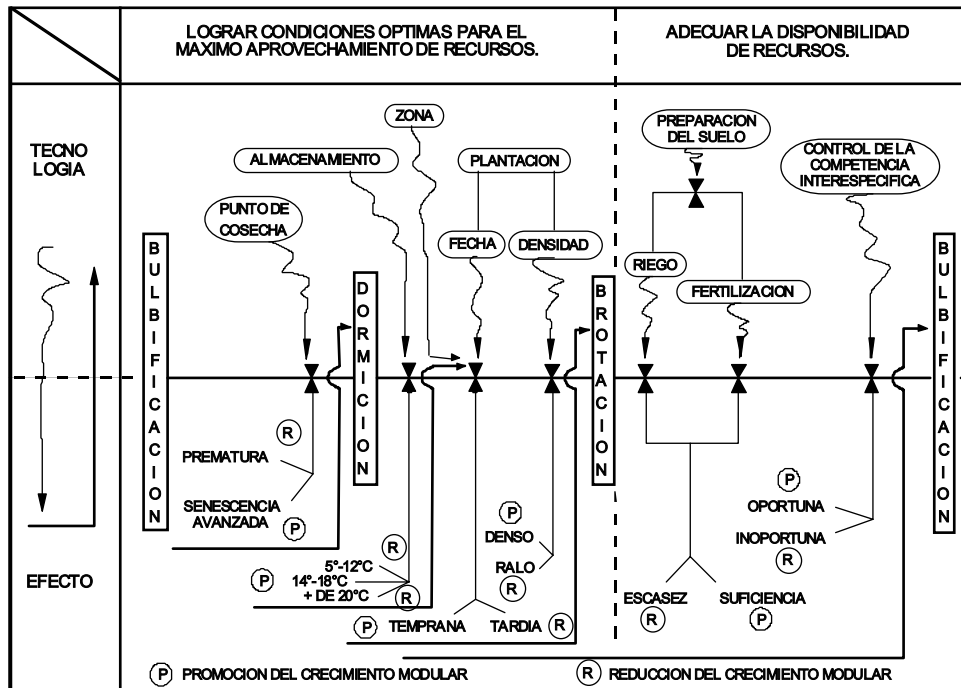 LOGRAR CONDICIONES OPTIMAS PARA EL
MAXIMO APROVECHAMIENTO DE RECURSOS.
ADECUAR LA DISPONIBILIDAD
DE RECURSOS.
TECNO
LOGIA
ZONA
ALMACENAMIENTO
PLANTACION
PUNTO DE
COSECHA
FECHA
DENSIDAD
PREPARACION
DEL SUELO
CONTROL DE LA
COMPETENCIA
INTERESPECIFICA
RIEGO
FERTILIZACION
BULBIFICACION
DORMICION
BROTACION
BULBIFICACION
EFECTO
R
PREMATURA
SENESCENCIA
AVANZADA
P
R
5°-12°C
P
14°-18°C
+ DE 20°C
R
P
TEMPRANA
TARDIA
R
P
DENSO
RALO
R
ESCASEZ
R
SUFICIENCIA
P
P
OPORTUNA
INOPORTUNA
R
P PROMOCION DEL CRECIMIENTO MODULAR
R REDUCCION DEL CRECIMIENTO MODULAR